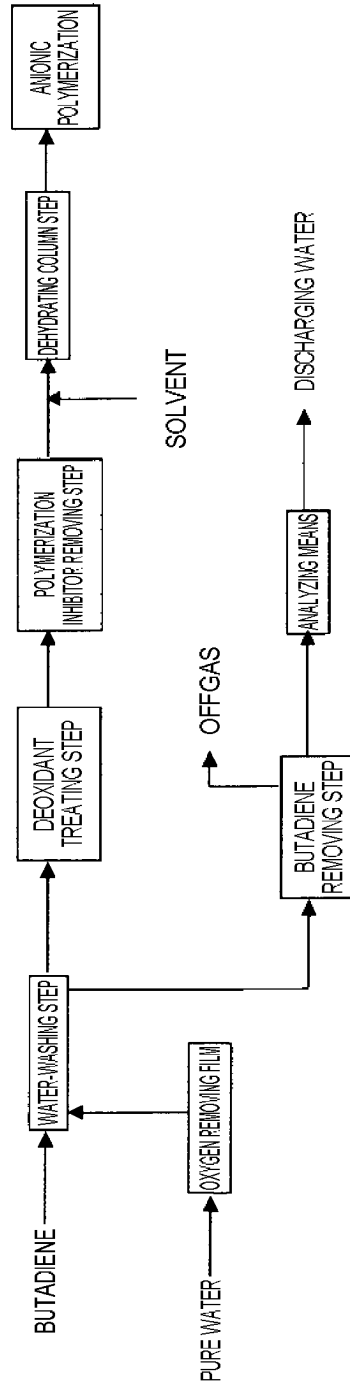 BUTADIENE
WATER-WASHING STEP
DEOXIDANT
TREATING STEP
POLYMERIZATION
INHIBITOR REMOVING STEP
SOLVENT
DEHYDRATING COLUMN STEP
ANIONIC
POLYMERIZATION
PURE WATER
OXYGEN REMOVING FILM
BUTADIENE
REMOVING STEP
OFFGAS
ANALYZING MEANS
DISCHARGING WATER